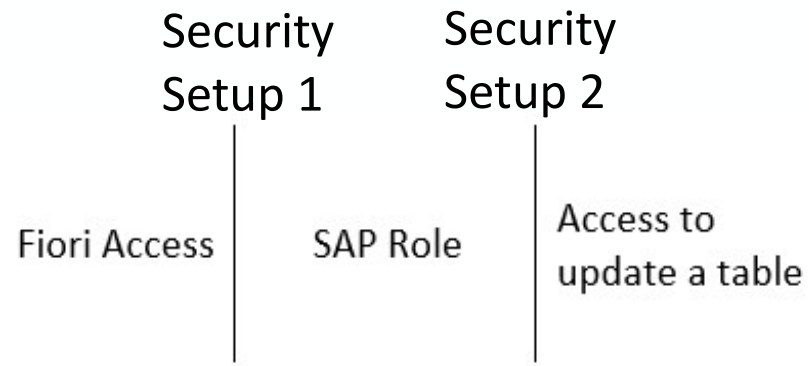 Security
Setup 1
Security
Setup 2
Fiori Access
SAP Role
Access to
update a table